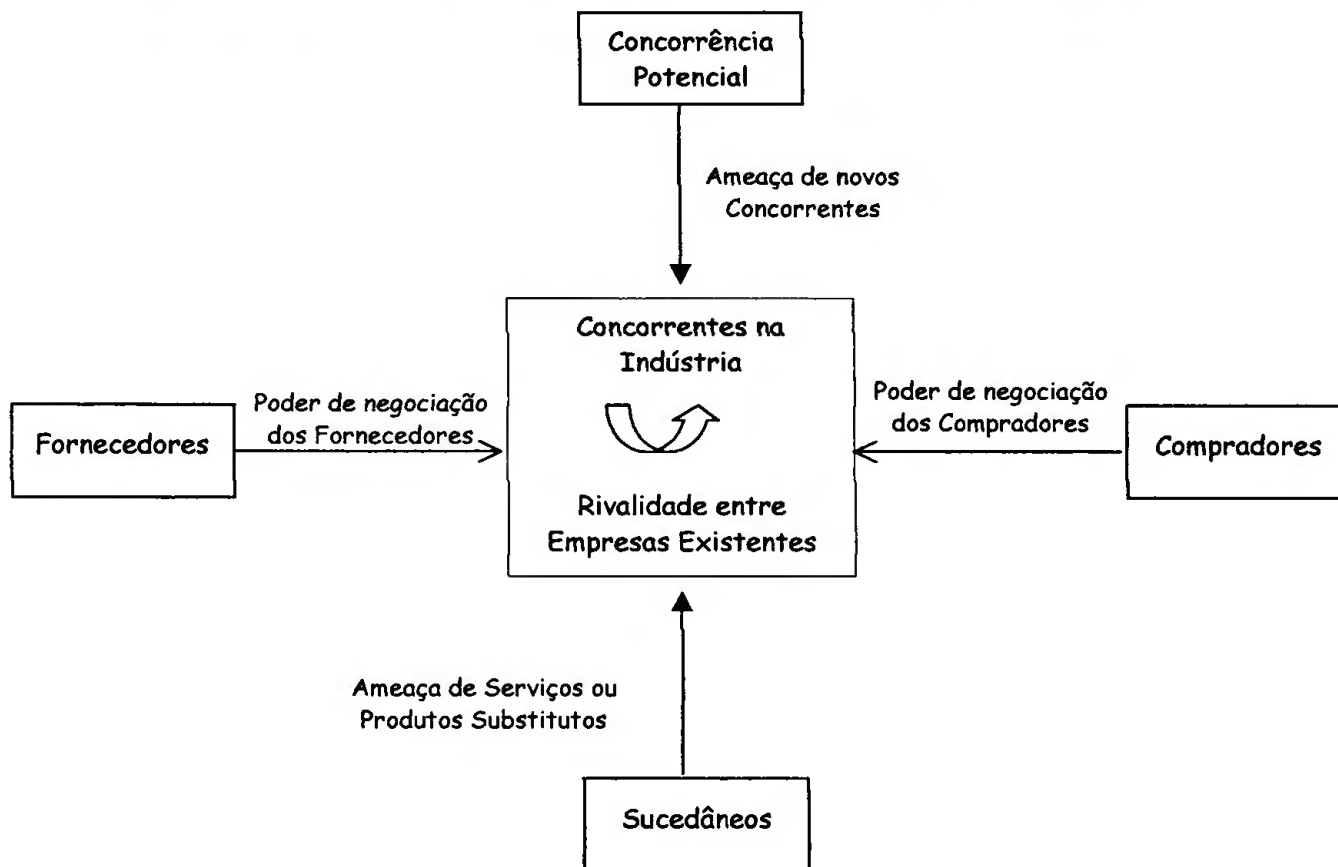 Concorrência
Potencial
Ameaça de novos
Concorrentes
Concorrentes na
Indústria
Poder de negociação
dos Fornecedores
Poder de negociação
dos Compradores
Fornecedores
Compradores
Rivalidade entre
Empresas Existentes
Ameaça de Serviços ou
Produtos Substitutos
Sucedâneos